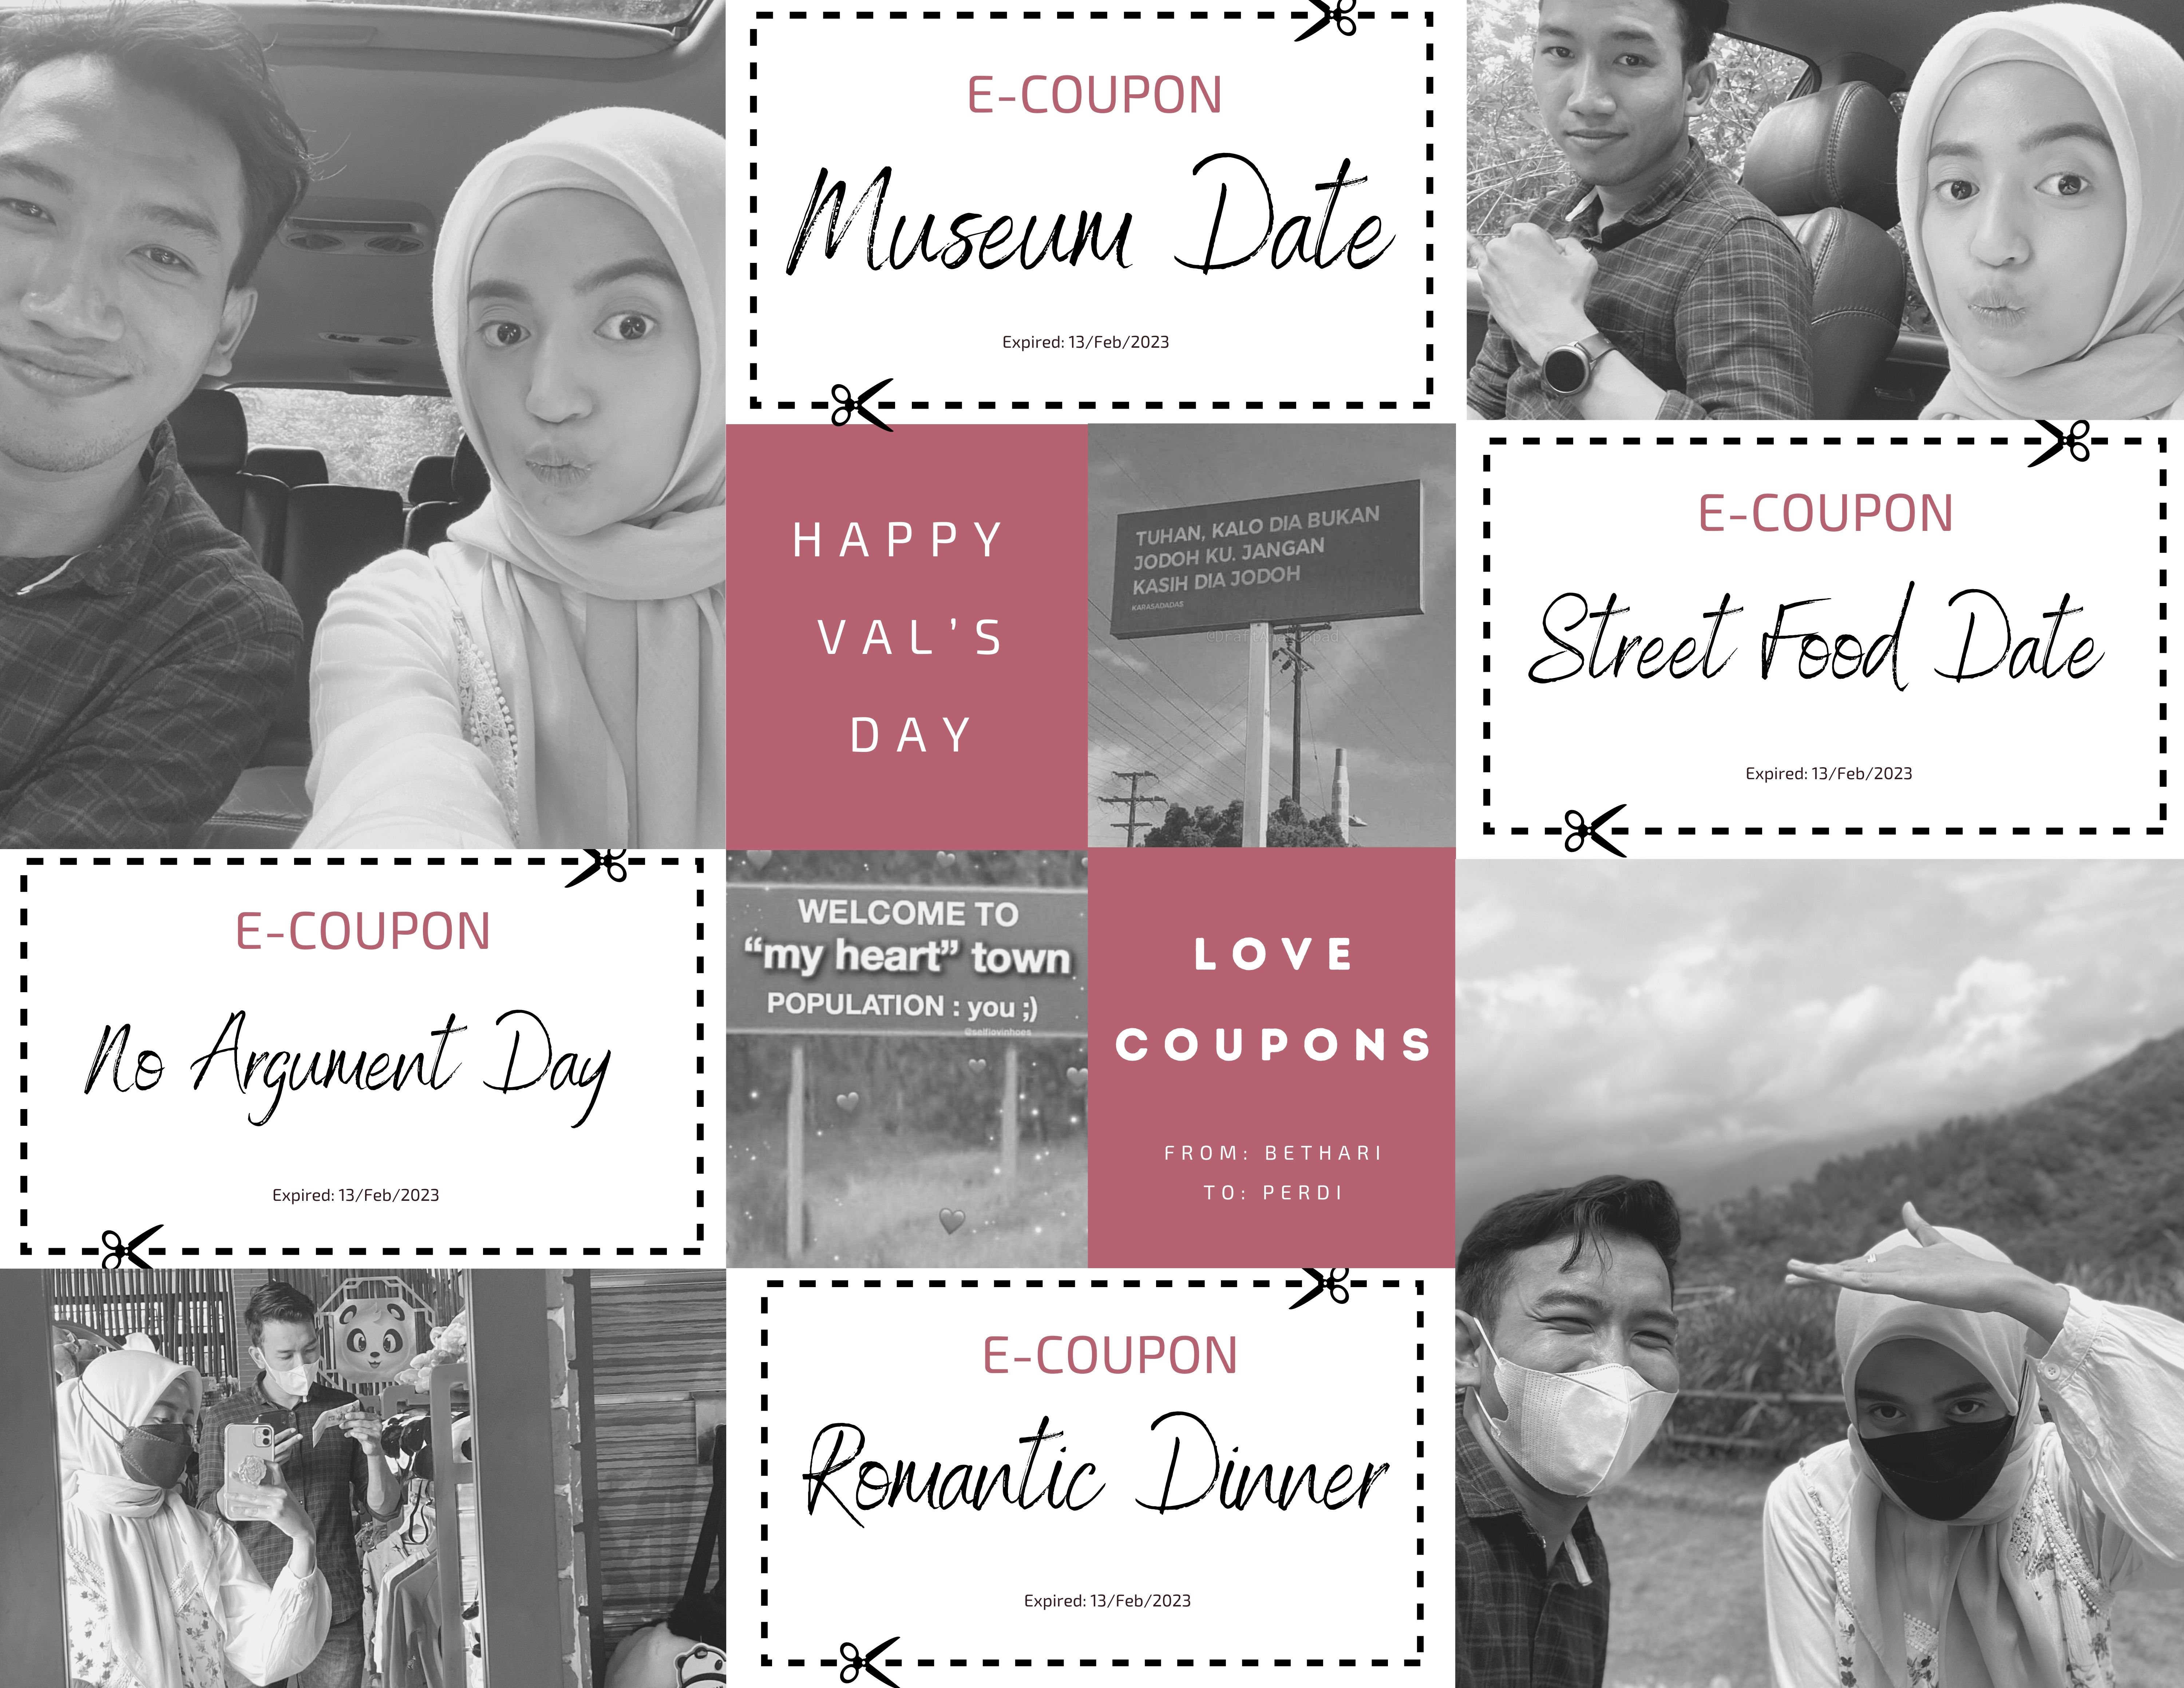 E-COUPON
Museum Date
Expired: 13/Feb/2023
HAPPY
VAL'S
DAY
TUHAN, KALO DIA BUKAN
JODOH KU. JANGAN
KASIH DIA JODOH
KARASADADAS
E-COUPON
Street Food Date
Expired: 13/Feb/2023
E-COUPON
No Argument Day
Expired: 13/Feb/2023
WELCOME TO
“my heart” town
POPULATION : you ;)
@selflovinhoes
LOVE
COUPONS
FROM: BETHARI
TO: PERDI
E-COUPON
Romantic Dinner
Expired: 13/Feb/2023